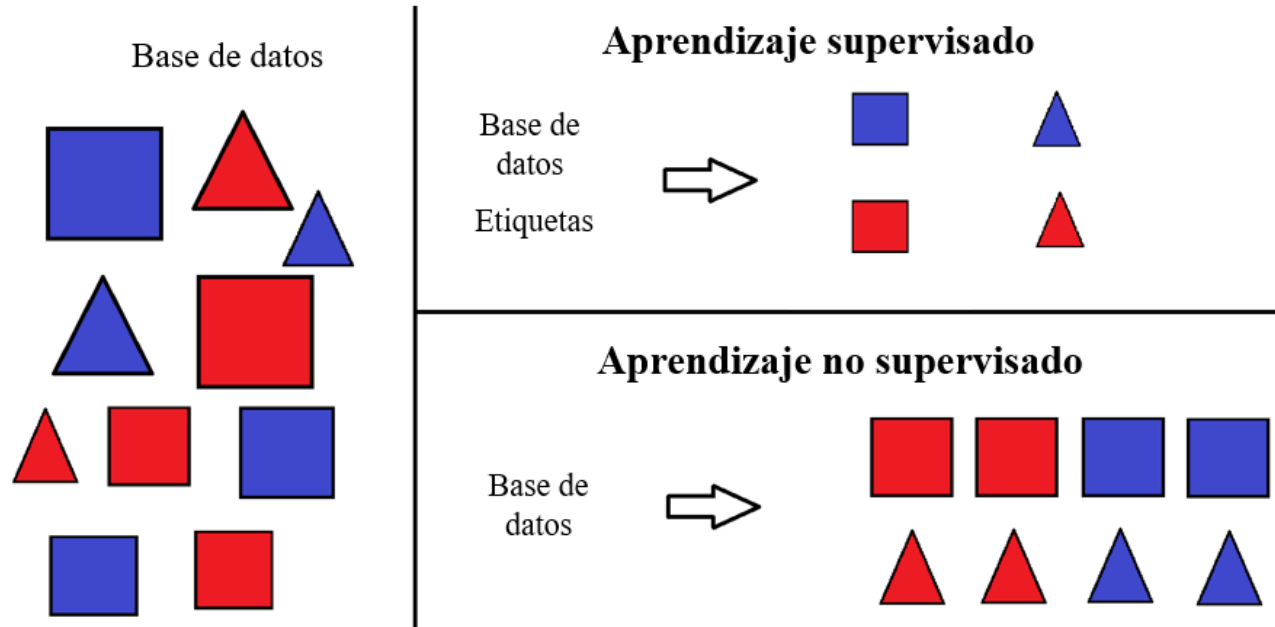 Base de datos
Aprendizaje supervisado
Base de
datos
Etiquetas
Aprendizaje no supervisado
Base de
datos